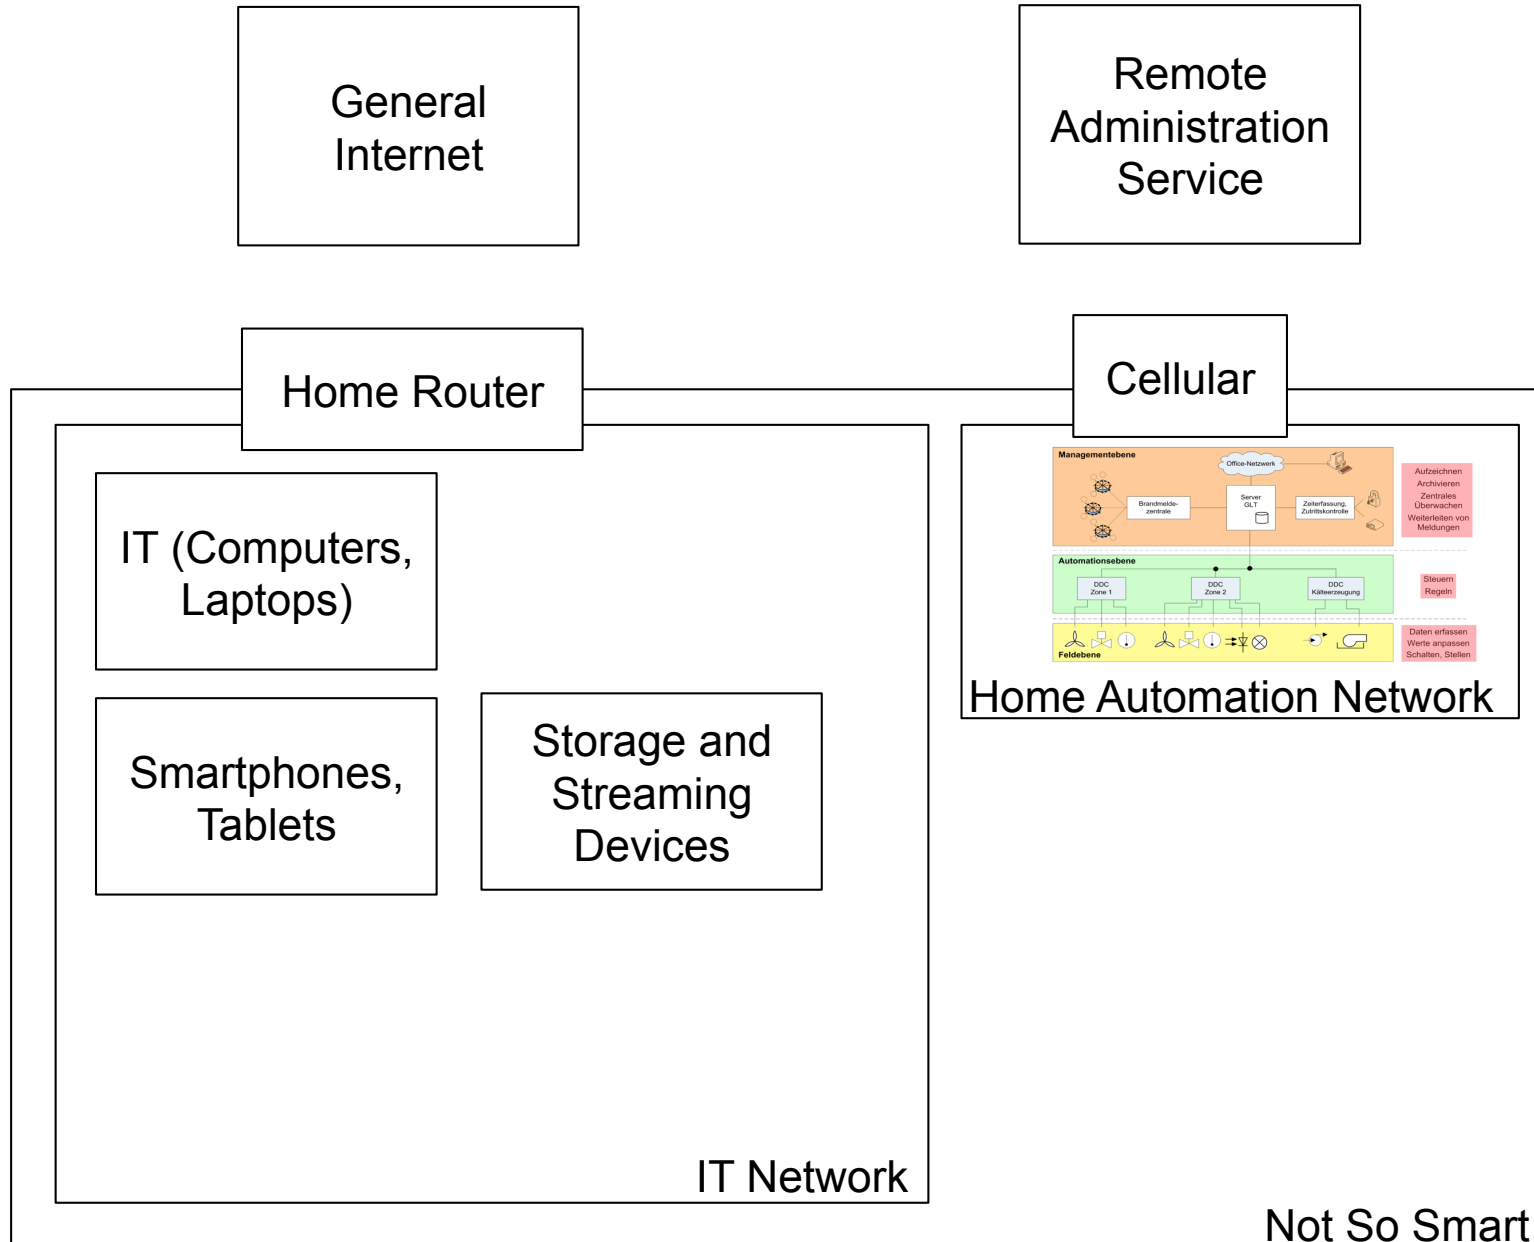 General
Internet
Remote
Administration
Service
Home Router
Cellular
IT (Computers,
Laptops)
Smartphones,
Tablets
Storage and
Streaming
Devices
IT Network
Managementebene
Office-Netzwerk
Brandmelde-
zentrale
Server
GLT
Zeiterfassung,
Zutrittskontrolle
Aufzeichnen
Archivieren
Zentrales
Überwachen
Weiterleiten von
Meldungen
Automationsebene
DDC
Zone 1
DDC
Zone 2
DDC
Kälteerzeugung
Steuern
Regeln
Feldebene
Daten erfassen
Werte anpassen
Schalten, Stellen
Home Automation Network
Not So Smart